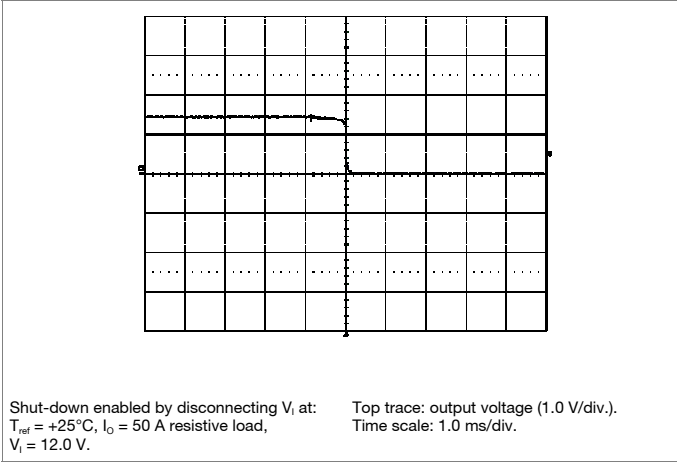 Shut-down enabled by disconnecting VI at:
Tref = +25°C, IO = 50 A resistive load,
VI = 12.0 V.
Top trace: output voltage (1.0 V/div.).
Time scale: 1.0 ms/div.